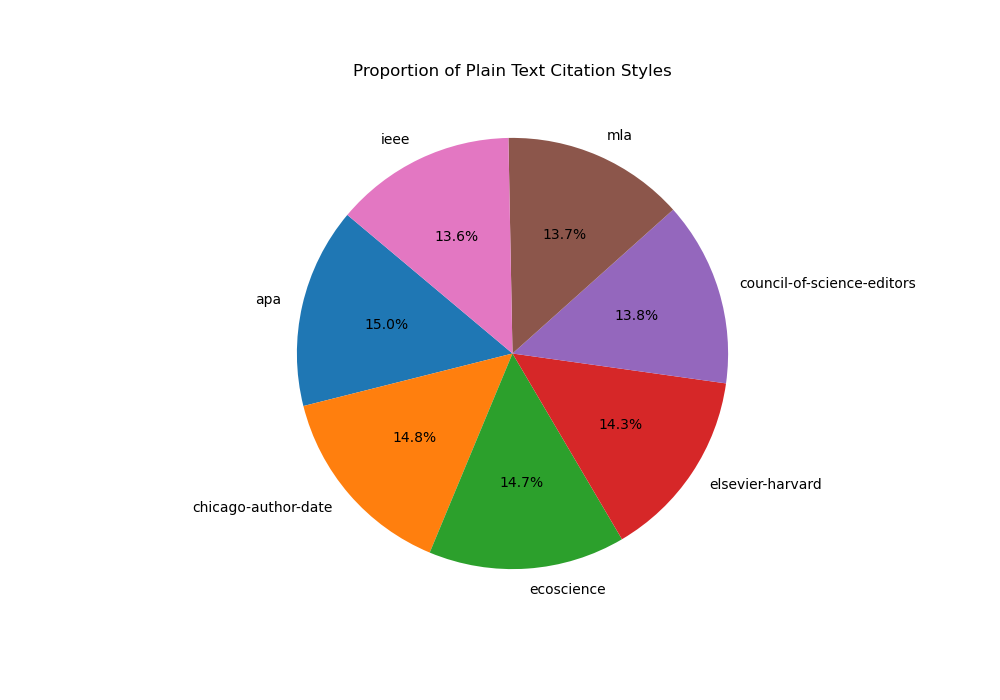 Proportion of Plain Text Citation Styles
mla
ieee
13.7%
13.6%
council-of-science-editors
apa
13.8%
15.0%
14.3%
14.8%
14.7%
elsevier-harvard
chicago-author-date
ecoscience